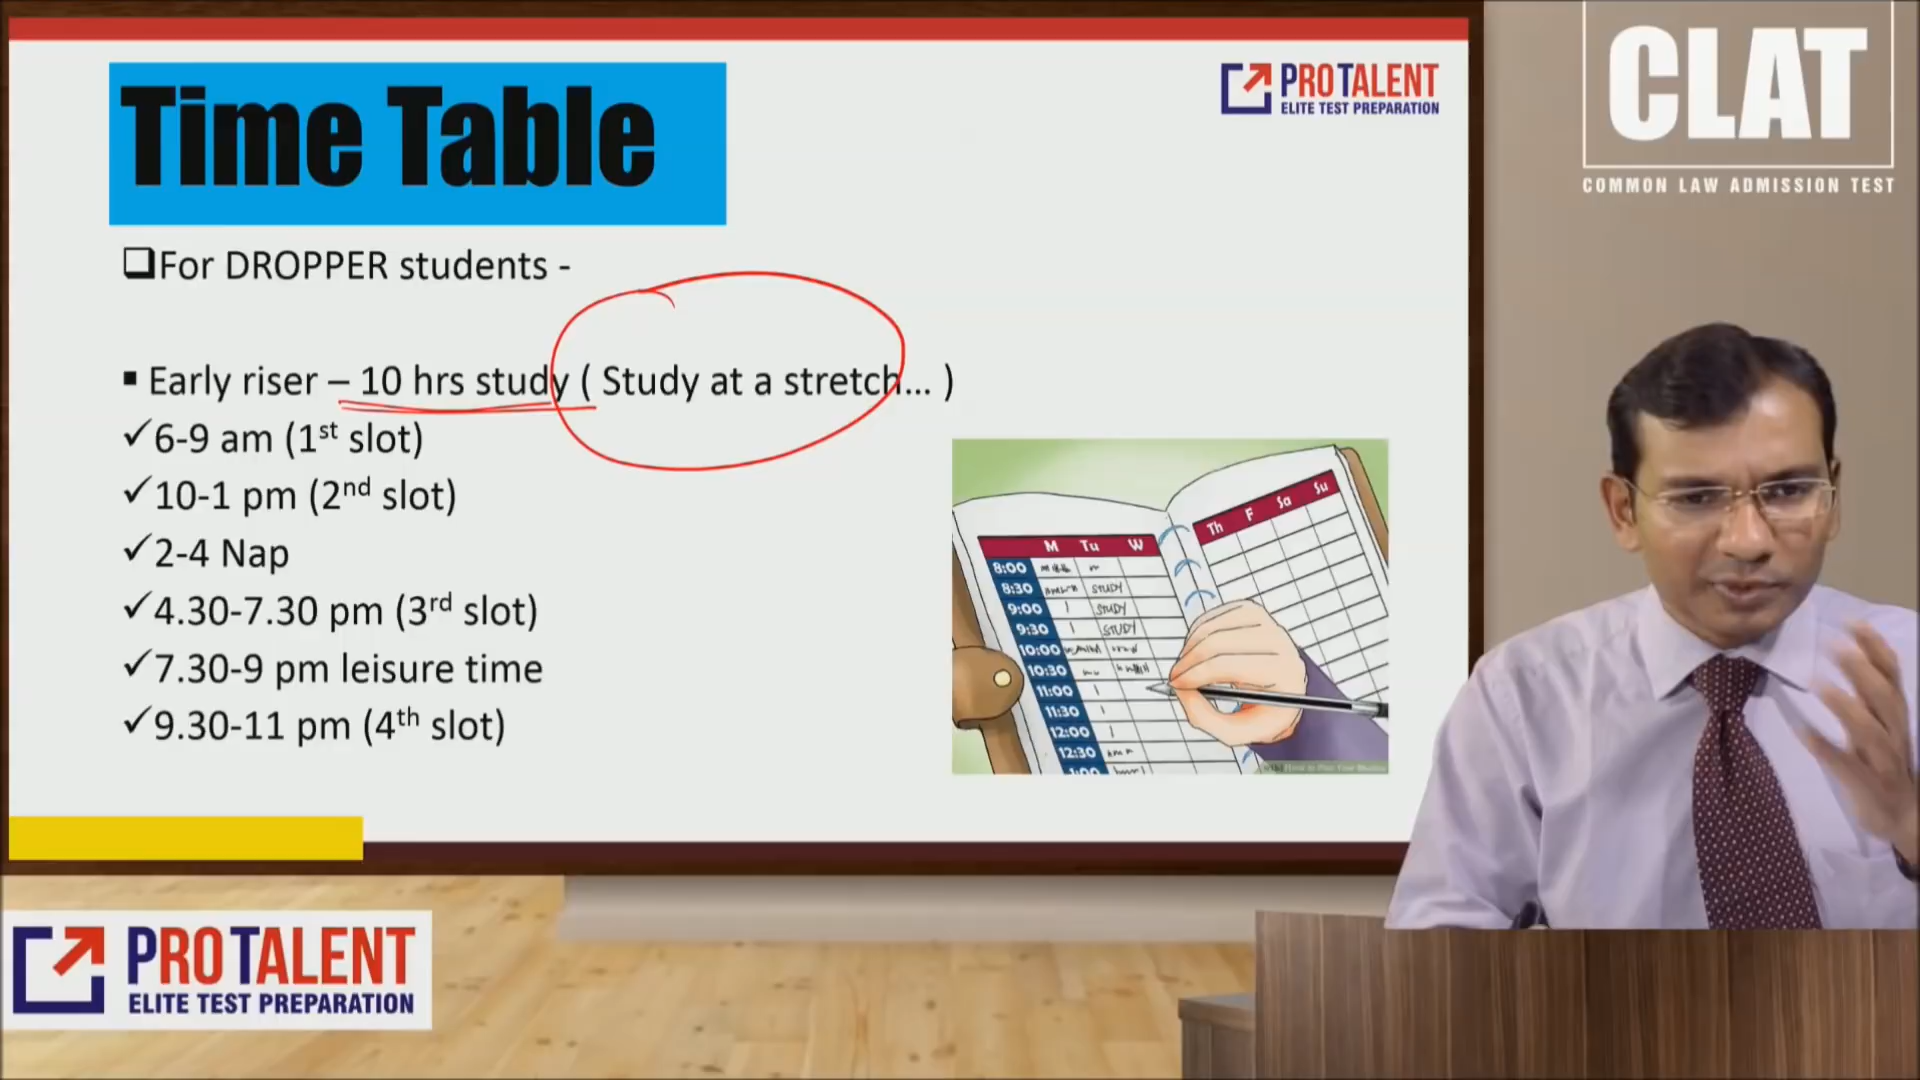 Time Table
PROTALENT
ELITE TEST PREPARATION
CLAT
COMMON LAW ADMISSION TEST
❑For DROPPER students -
▪ Early riser – 10 hrs study ( Study at a stretch... )
✓6-9 am (1st slot)
✓10-1 pm (2nd slot)
✓2-4 Nap
✓4.30-7.30 pm (3rd slot)
✓7.30-9 pm leisure time
✓9.30-11 pm (4th slot)
M Tu W
Th F Sa Su
8:00
8:30 STUDY
9:00 STUDY
9:30 STUDY
10:00
10:30
11:00
11:30
12:00
12:30
1:00
PROTALENT
ELITE TEST PREPARATION